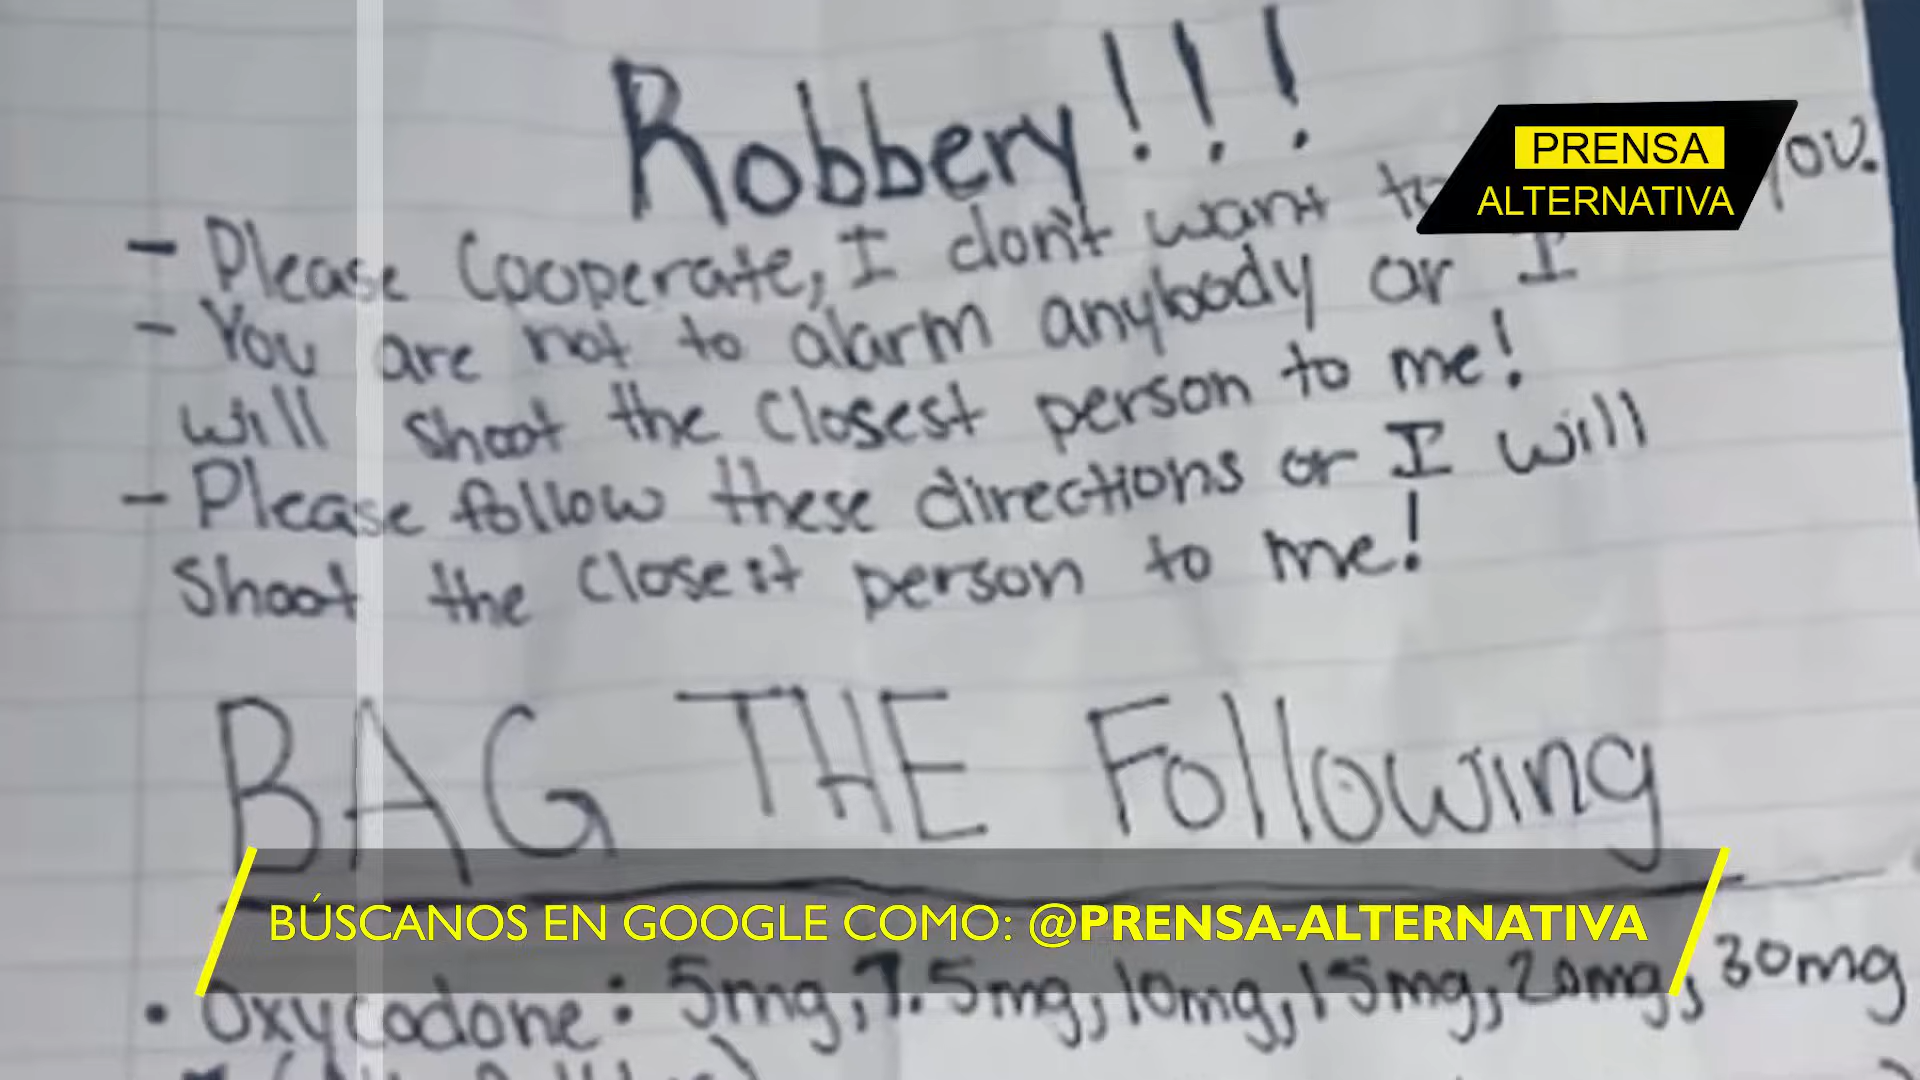 Robbery!!!
PRENSA
ALTERNATIVA
- Please Cooperate, I don't want to you.
- You are not to alarm anybody or I
will shoot the closest person to me!
- Please follow these directions or I will
Shoot the closest person to me!
BAG THE Following
BÚSCANOS EN GOOGLE COMO: @PRENSA-ALTERNATIVA
• Oxycodone: 5mg, 7.5mg, 10mg, 15mg, 20mg, 30mg